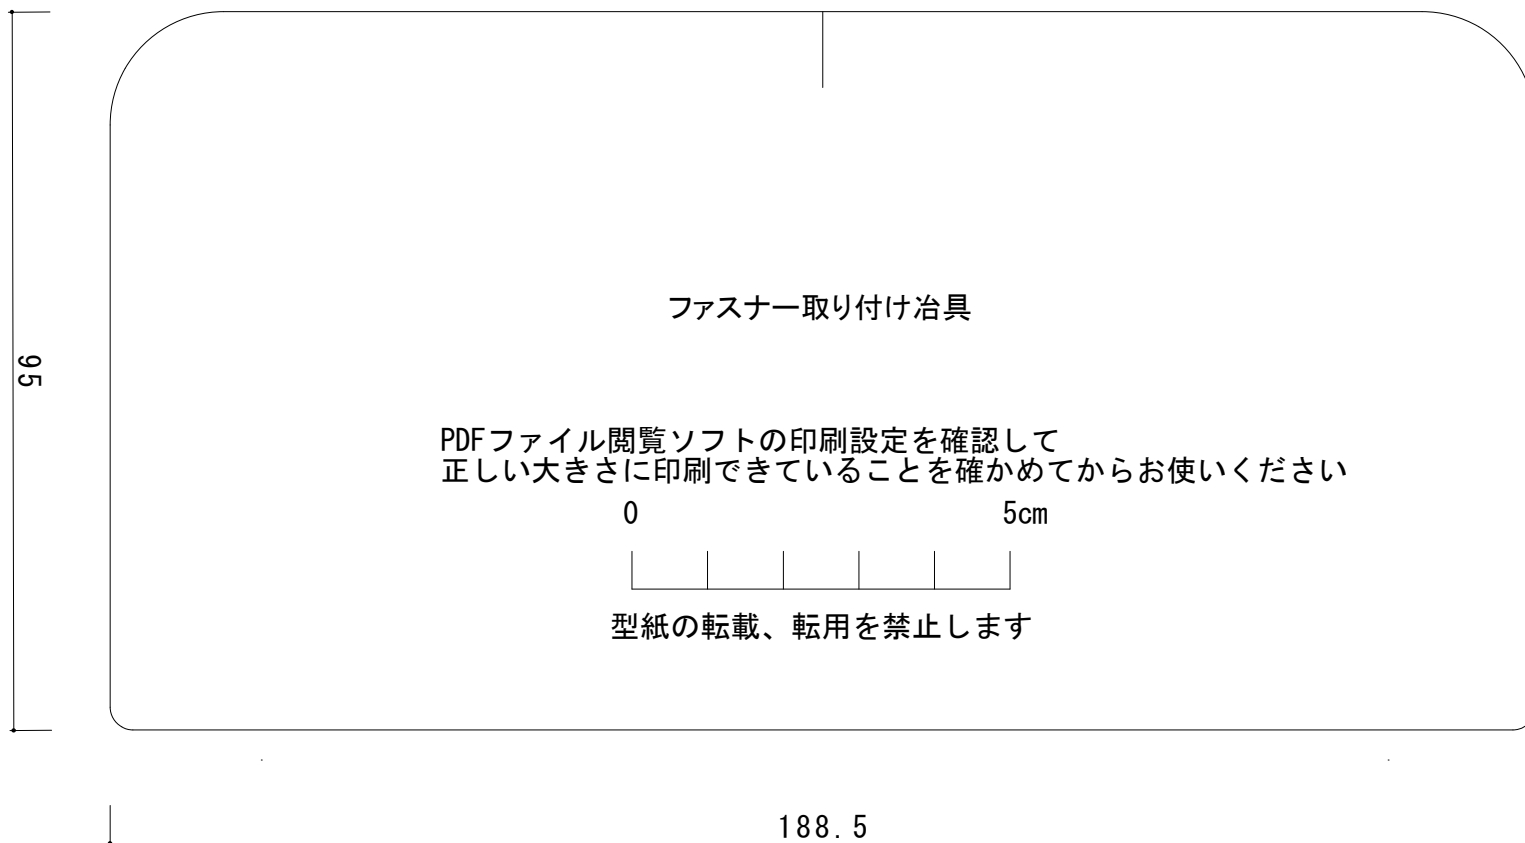 95
ファスナー取り付け冶具
PDFファイル閲覧ソフトの印刷設定を確認して
正しい大きさに印刷できていることを確かめてからお使いください
0 5cm
型紙の転載、転用を禁止します
188.5